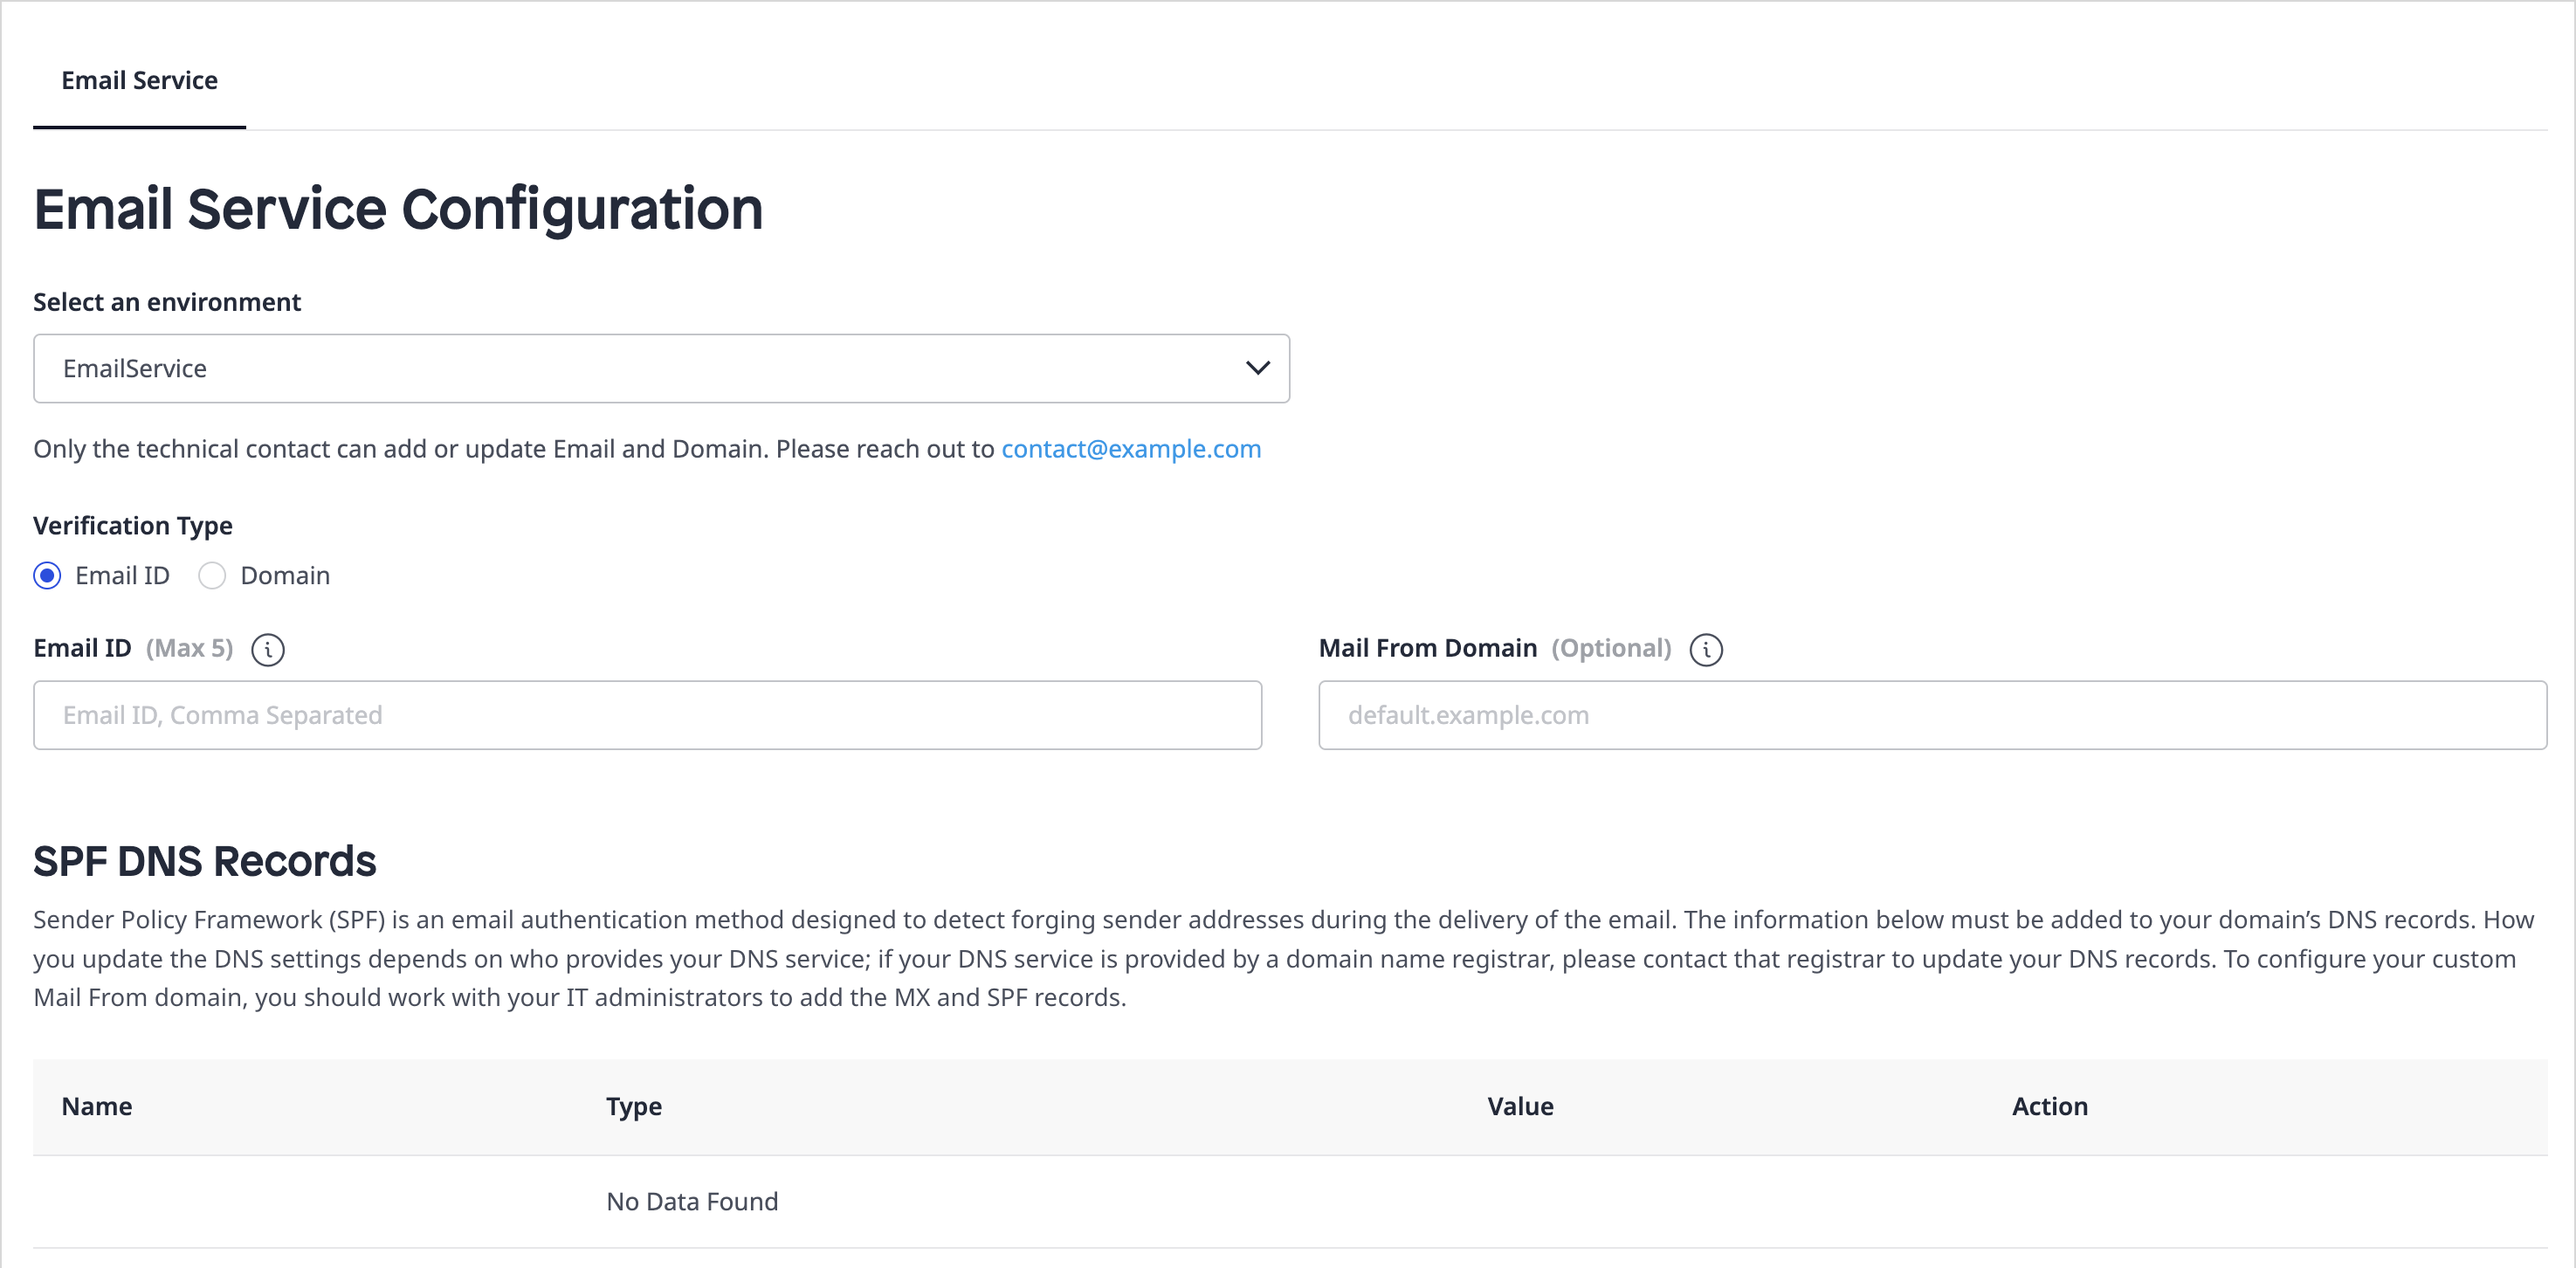 Email Service
Email Service Configuration
Select an environment
EmailService
Only the technical contact can add or update Email and Domain. Please reach out to contact@example.com
Verification Type
Email ID Domain
Email ID (Max 5)
Mail From Domain (Optional)
Email ID, Comma Separated
default.example.com
SPF DNS Records
Sender Policy Framework (SPF) is an email authentication method designed to detect forging sender addresses during the delivery of the email. The information below must be added to your domain’s DNS records. How
you update the DNS settings depends on who provides your DNS service; if your DNS service is provided by a domain name registrar, please contact that registrar to update your DNS records. To configure your custom
Mail From domain, you should work with your IT administrators to add the MX and SPF records.
Name Type Value Action
No Data Found